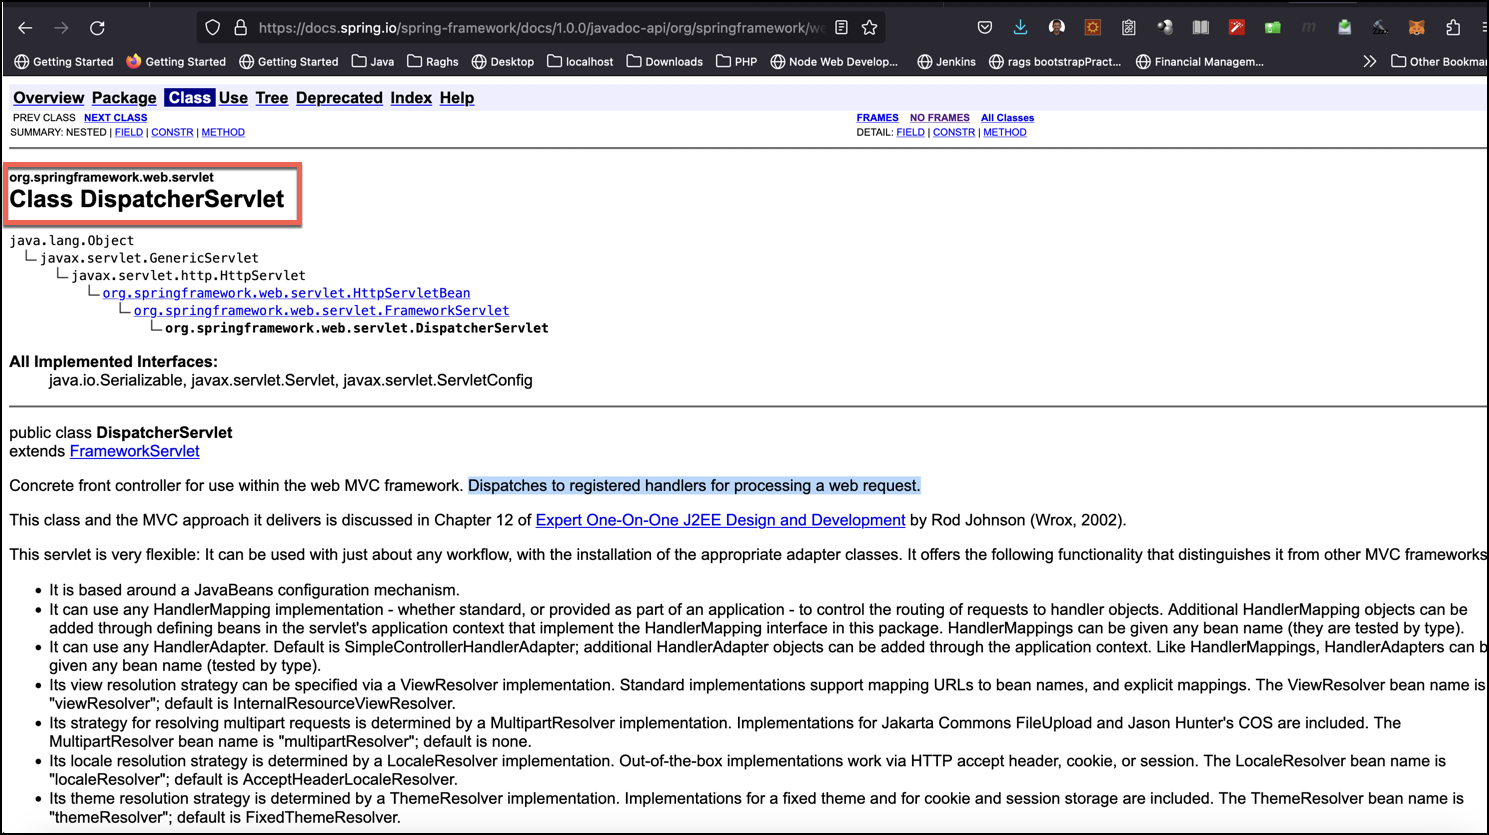 https://docs.spring.io/spring-framework/docs/1.0.0/javadoc-api/org/springframework/we
Getting Started Getting Started Getting Started Java Raghs Desktop localhost Downloads PHP Node Web Develop... Jenkins rags bootstrapPract... Financial Managem... Other Bookmar
Overview Package Class Use Tree Deprecated Index Help
PREV CLASS NEXT CLASS FRAMES NO FRAMES All Classes
SUMMARY: NESTED | FIELD | CONSTR | METHOD DETAIL: FIELD | CONSTR | METHOD
org.springframework.web.servlet
Class DispatcherServlet
java.lang.Object
javax.servlet.GenericServlet
javax.servlet.http.HttpServlet
org.springframework.web.servlet.HttpServletBean
org.springframework.web.servlet.FrameworkServlet
org.springframework.web.servlet.DispatcherServlet
All Implemented Interfaces:
java.io.Serializable, javax.servlet.Servlet, javax.servlet.ServletConfig
public class DispatcherServlet
extends FrameworkServlet
Concrete front controller for use within the web MVC framework. Dispatches to registered handlers for processing a web request.
This class and the MVC approach it delivers is discussed in Chapter 12 of Expert One-On-One J2EE Design and Development by Rod Johnson (Wrox, 2002).
This servlet is very flexible: It can be used with just about any workflow, with the installation of the appropriate adapter classes. It offers the following functionality that distinguishes it from other MVC frameworks
• It is based around a JavaBeans configuration mechanism.
• It can use any HandlerMapping implementation - whether standard, or provided as part of an application - to control the routing of requests to handler objects. Additional HandlerMapping objects can be
added through defining beans in the servlet's application context that implement the HandlerMapping interface in this package. HandlerMappings can be given any bean name (they are tested by type).
• It can use any HandlerAdapter. Default is SimpleControllerHandlerAdapter; additional HandlerAdapter objects can be added through the application context. Like HandlerMappings, HandlerAdapters can b
given any bean name (tested by type).
• Its view resolution strategy can be specified via a ViewResolver implementation. Standard implementations support mapping URLs to bean names, and explicit mappings. The ViewResolver bean name is
"viewResolver"; default is InternalResourceViewResolver.
• Its strategy for resolving multipart requests is determined by a MultipartResolver implementation. Implementations for Jakarta Commons FileUpload and Jason Hunter's COS are included. The
MultipartResolver bean name is "multipartResolver"; default is none.
• Its locale resolution strategy is determined by a LocaleResolver implementation. Out-of-the-box implementations work via HTTP accept header, cookie, or session. The LocaleResolver bean name is
"localeResolver"; default is AcceptHeaderLocaleResolver.
• Its theme resolution strategy is determined by a ThemeResolver implementation. Implementations for a fixed theme and for cookie and session storage are included. The ThemeResolver bean name is
"themeResolver"; default is FixedThemeResolver.